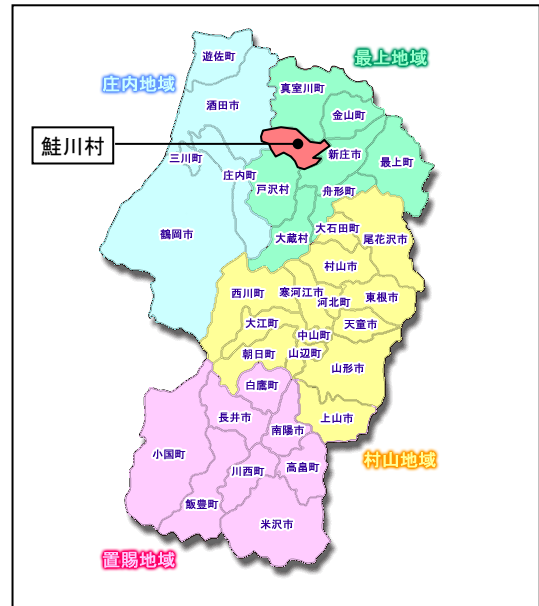 遊佐町
最上地域
庄内地域
真室川町
酒田市
金山町
鮭川村
新庄市
三川町
最上町
庄内町
戸沢村
舟形町
大石田町
鶴岡市
大蔵村
尾花沢市
村山市
西川町
寒河江市
東根市
河北町
大江町
天童市
中山町
朝日町
山辺町
山形市
白鷹町
長井市
上山市
南陽市
小国町
村山地域
川西町
高畠町
飯豊町
米沢市
置賜地域